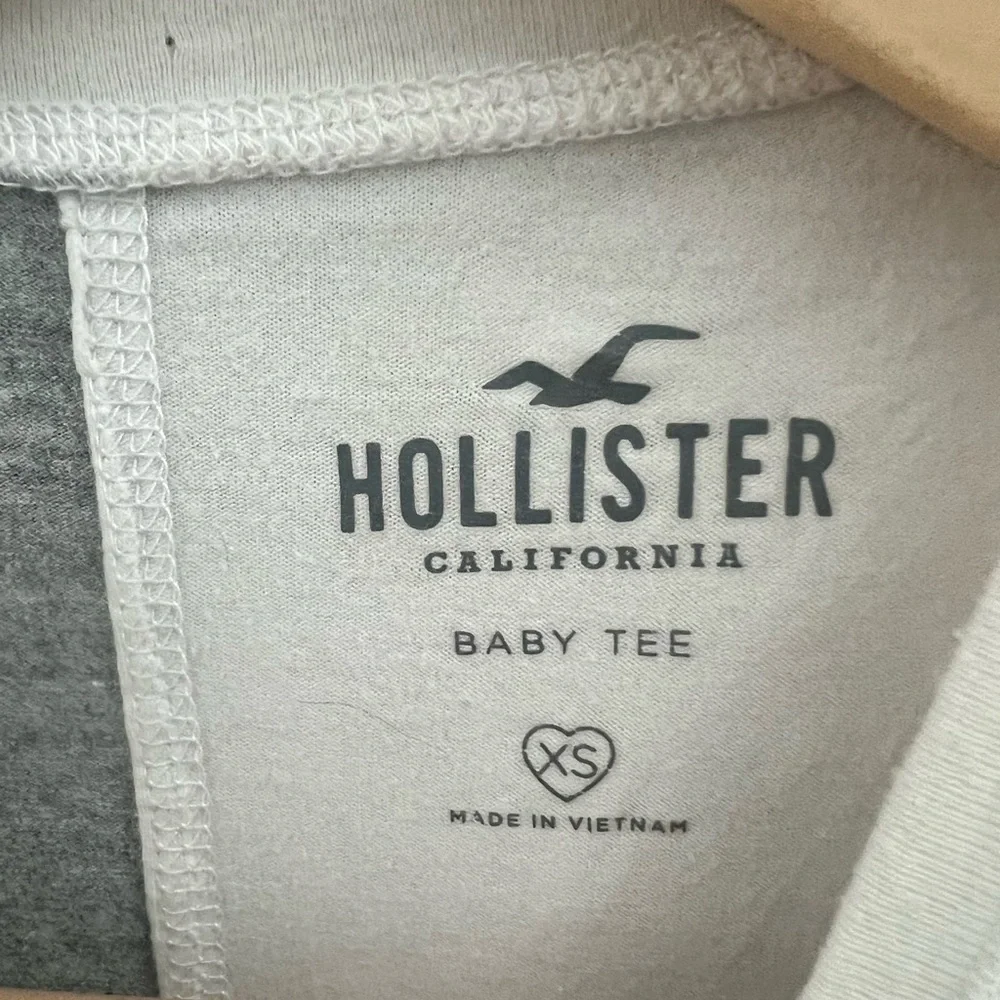 HOLLISTER
CALIFORNIA
BABY TEE
XS
MADE IN VIETNAM